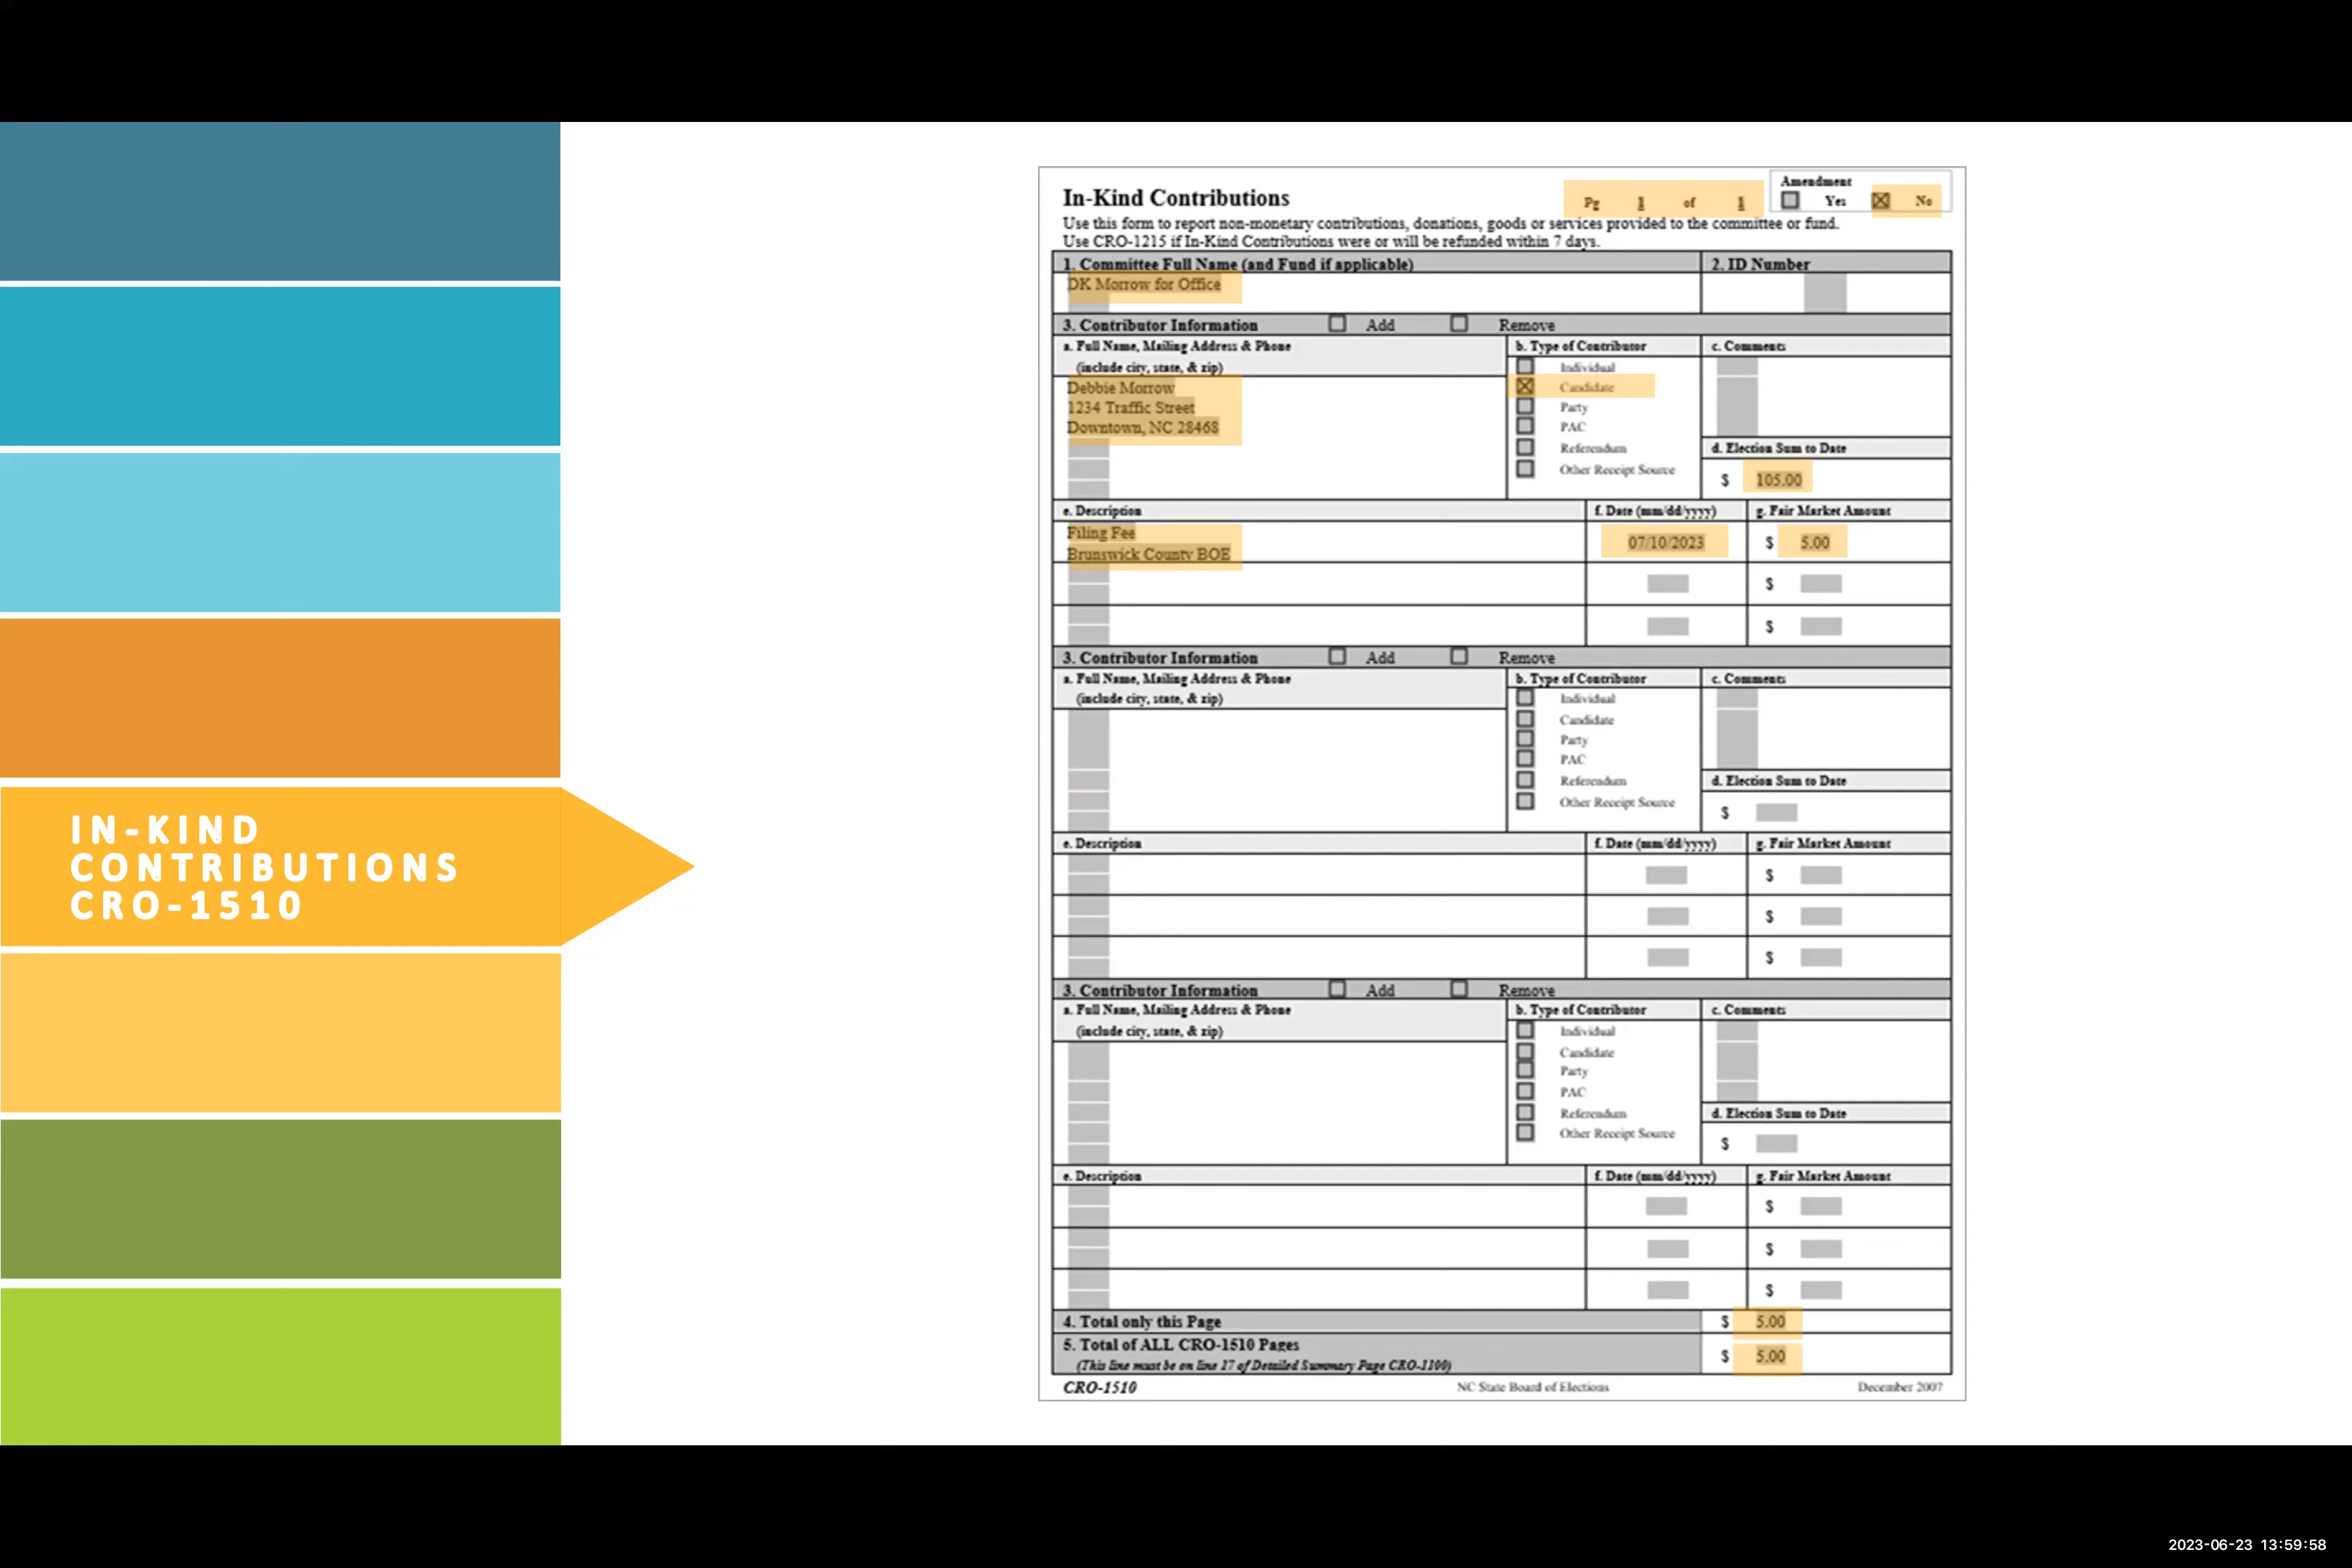 IN-KIND
CONTRIBUTIONS
CRO-1510
In-Kind Contributions
Pg 1 of 1
Amendment
Yes No
Use this form to report non-monetary contributions, donations, goods or services provided to the committee or fund.
Use CRO-1215 if In-Kind Contributions were or will be refunded within 7 days.
1. Committee Full Name (and Fund if applicable) 2. ID Number
DK Morrow for Office
3. Contributor Information Add Remove
a. Full Name, Mailing Address & Phone b. Type of Contributor c. Comments
(include city, state, & zip) Individual
Debbie Morrow Candidate
1234 Traffic Street Party
Downtown, NC 28468 PAC
Referendum d. Election Sum to Date
Other Receipt Source $ 105.00
e. Description f. Date (mm/dd/yyyy) g. Fair Market Amount
Filing Fee
Brunswick County BOE 07/10/2023 $ 5.00
$
$
3. Contributor Information Add Remove
a. Full Name, Mailing Address & Phone b. Type of Contributor c. Comments
(include city, state, & zip) Individual
Candidate
Party
PAC
Referendum d. Election Sum to Date
Other Receipt Source $
e. Description f. Date (mm/dd/yyyy) g. Fair Market Amount
$
$
$
3. Contributor Information Add Remove
a. Full Name, Mailing Address & Phone b. Type of Contributor c. Comments
(include city, state, & zip) Individual
Candidate
Party
PAC
Referendum d. Election Sum to Date
Other Receipt Source $
e. Description f. Date (mm/dd/yyyy) g. Fair Market Amount
$
$
$
4. Total only this Page $ 5.00
5. Total of ALL CRO-1510 Pages
(This line must be on line 17 of Detailed Summary Page CRO-1100) $ 5.00
CRO-1510 NC State Board of Elections December 2007
2023-06-23 13:59:58